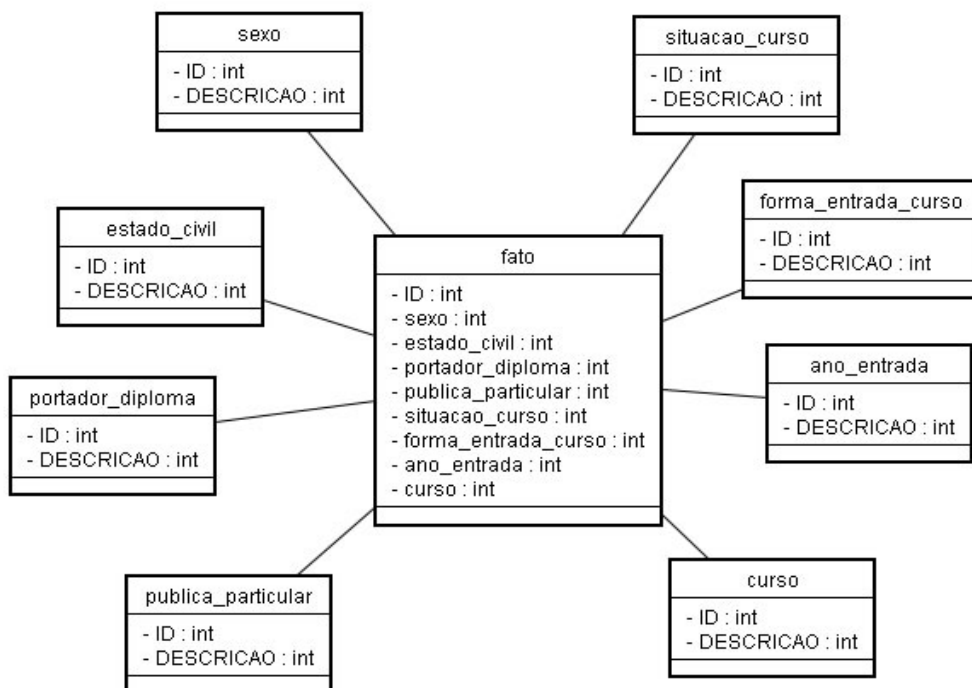 sexo
- ID : int
- DESCRICAO : int
situacao_curso
- ID : int
- DESCRICAO : int
estado_civil
- ID : int
- DESCRICAO : int
forma_entrada_curso
- ID : int
- DESCRICAO : int
fato
- ID : int
- sexo : int
- estado_civil : int
- portador_diploma : int
- publica_particular : int
- situacao_curso : int
- forma_entrada_curso : int
- ano_entrada : int
- curso : int
portador_diploma
- ID : int
- DESCRICAO : int
ano_entrada
- ID : int
- DESCRICAO : int
publica_particular
- ID : int
- DESCRICAO : int
curso
- ID : int
- DESCRICAO : int